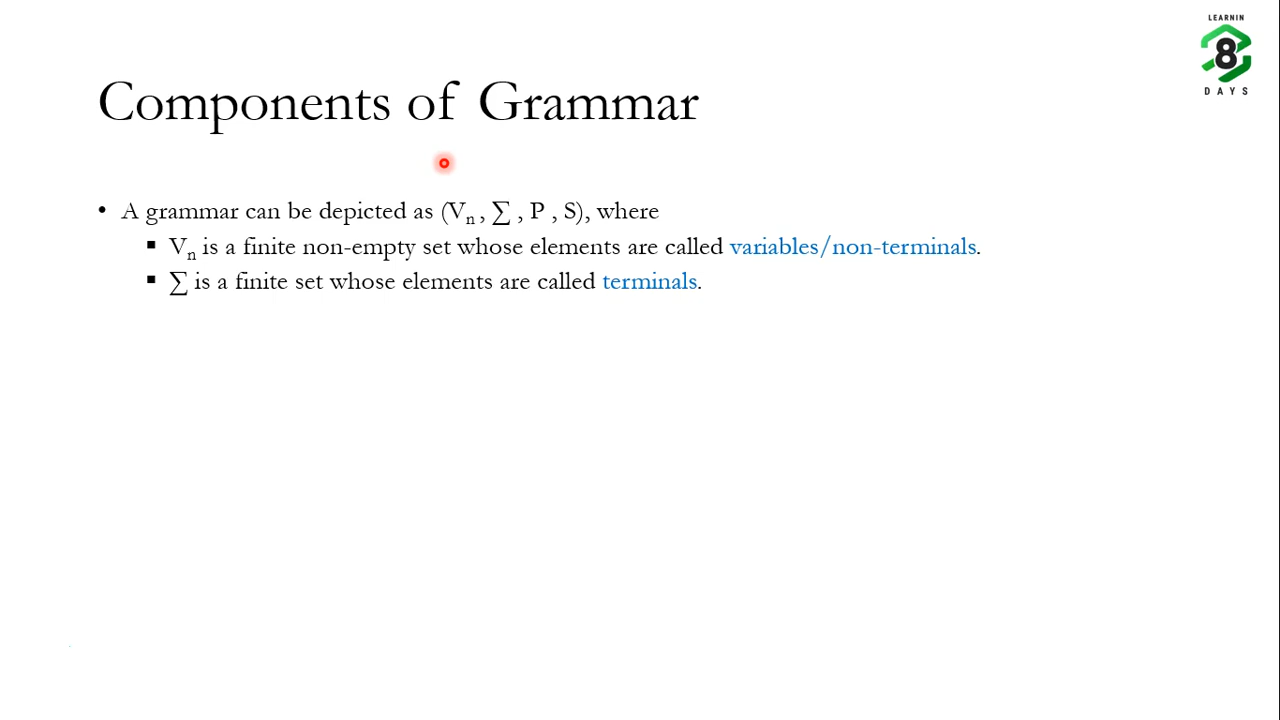 LEARNIN
8
DAYS
Components of Grammar
• A grammar can be depicted as (Vₙ , ∑ , P , S), where
▪ Vₙ is a finite non-empty set whose elements are called variables/non-terminals.
▪ ∑ is a finite set whose elements are called terminals.